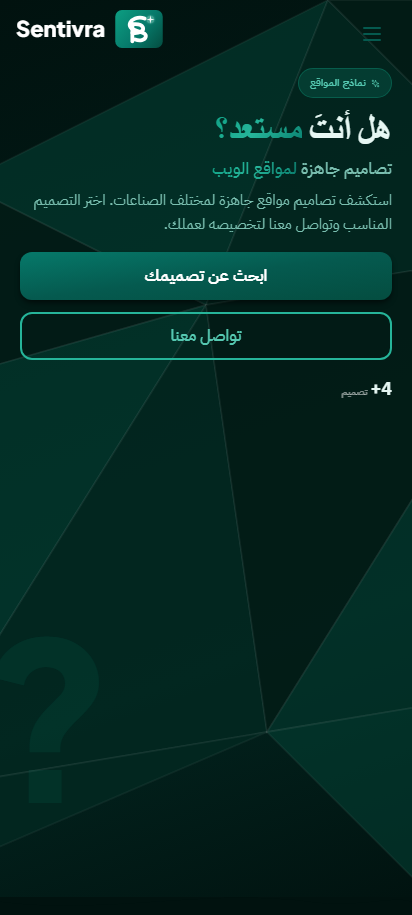 Sentivra
نماذج المواقع
هل أنتَ مستعد؟
تصاميم جاهزة لمواقع الويب
استكشف تصاميم مواقع جاهزة لمختلف الصناعات. اختر التصميم
المناسب وتواصل معنا لتخصيصه لعملك.
ابحث عن تصميمك
تواصل معنا
4+ تصميم
?